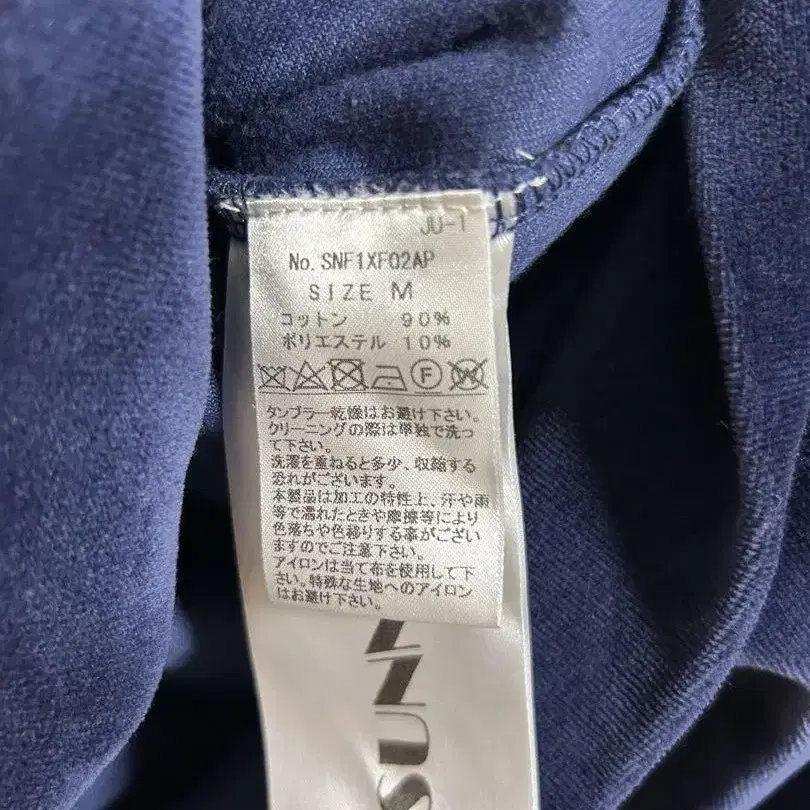 JU-1
No. SNF1XF02AP
SIZE M
コットン 90%
ポリエステル 10%
F
W
タンブラー乾燥はお避け下さい。
クリーニングの際は単独で洗っ
て下さい。
洗濯を重ねると多少、収縮する
恐れがございます。
本製品は加工の特性上、汗や雨
等で濡れたときや摩擦等により
色落ちや色移りする事がござい
ますのでご注意下さい。
アイロンは当て布を使用して下
さい。特殊な生地へのアイロン
はお避け下さい。
SUN